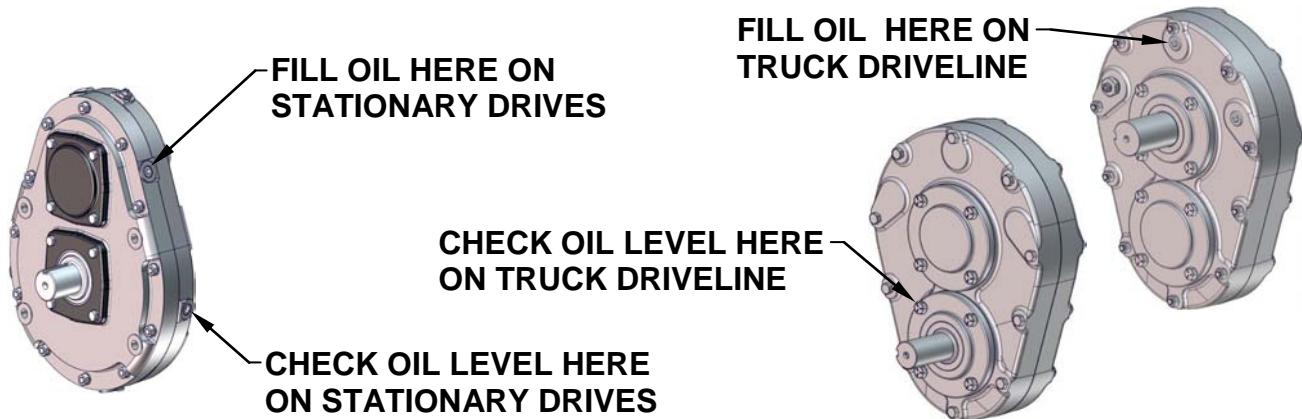 FILL OIL HERE ON
STATIONARY DRIVES
FILL OIL  HERE ON
TRUCK DRIVELINE
CHECK OIL LEVEL HERE
ON TRUCK DRIVELINE
CHECK OIL LEVEL HERE
ON STATIONARY DRIVES